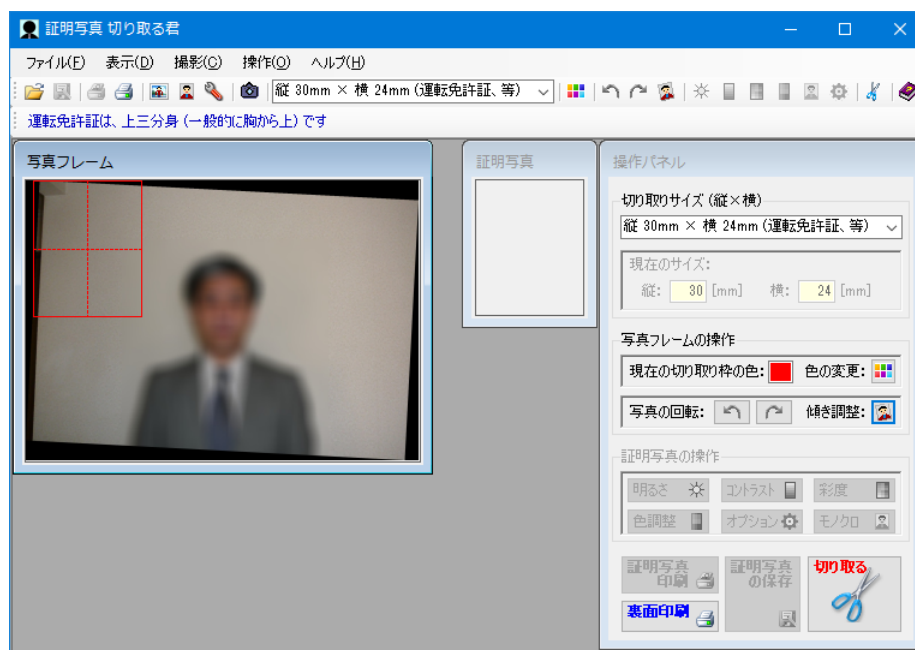 証明写真 切り取る君
ファイル(F) 表示(D) 撮影(C) 操作(O) ヘルプ(H)
縦 30mm × 横 24mm (運転免許証、等)
運転免許証は、上三分身 (一般的に胸から上) です
写真フレーム
証明写真
操作パネル
切り取りサイズ (縦×横)
縦 30mm × 横 24mm (運転免許証、等)
現在のサイズ:
縦: 30 [mm] 横: 24 [mm]
写真フレームの操作
現在の切り取り枠の色: 色の変更:
写真の回転: 傾き調整:
証明写真の操作
明るさ コントラスト 彩度
色調整 オプション モノクロ
証明写真
印刷
証明写真
の保存
切り取る
裏面印刷